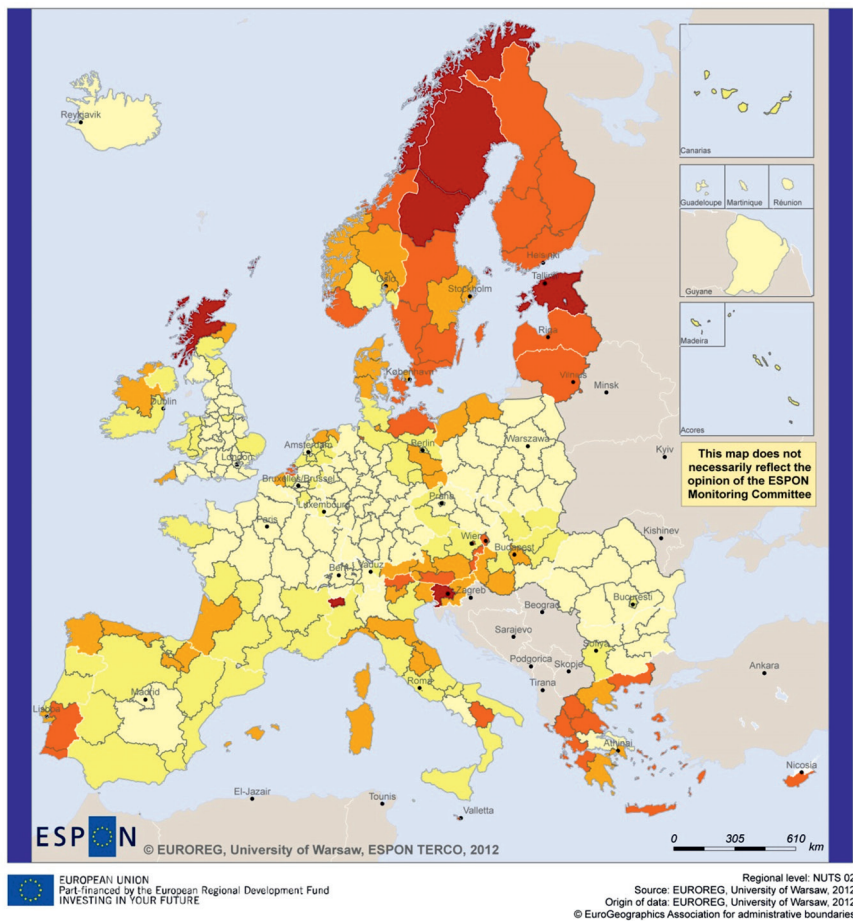 Reykjavik
Canarias
Guadeloupe
Martinique
Réunion
Guyane
Madeira
Acores
Helsinki
Tallinn
Oslo
Stockholm
Riga
København
Vilnius
Minsk
Dublin
Berlin
Warszawa
Amsterdam
London
Bruxelles/Brussel
Kyiv
This map does not
necessarily reflect the
opinion of the ESPON
Monitoring Committee
Luxembourg
Praha
Paris
Kishinev
Wien
Budapest
Bern
Vaduz
Zagreb
Beograd
Bucuresti
Sarajevo
Sofiya
Podgorica
Skopje
Ankara
Tirana
Roma
Madrid
Lisboa
Athinai
Nicosia
El-Jazair
Tounis
Valletta
ESPON
© EUROREG, University of Warsaw, ESPON TERCO, 2012
0 305 610
km
EUROPEAN UNION
Part-financed by the European Regional Development Fund
INVESTING IN YOUR FUTURE
Regional level: NUTS 02
Source: EUROREG, University of Warsaw, 2012
Origin of data: EUROREG, University of Warsaw, 2012
© EuroGeographics Association for administrative boundaries